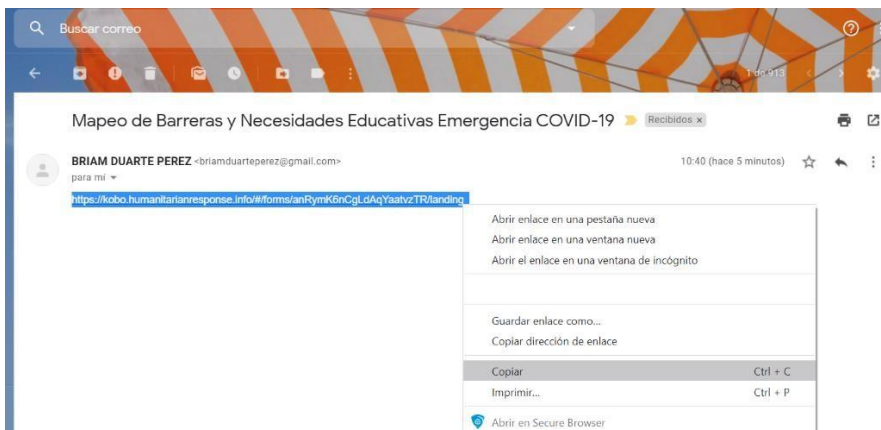 Buscar correo
1 de 913
Mapeo de Barreras y Necesidades Educativas Emergencia COVID-19 Recibidos x
BRIAM DUARTE PEREZ <briamduarteperez@gmail.com> 10:40 (hace 5 minutos)
para mí
https://kobo.humanitarianresponse.info/#/forms/anRymK6nCgLdAqYaatvzTR/landing
Abrir enlace en una pestaña nueva
Abrir enlace en una ventana nueva
Abrir el enlace en una ventana de incógnito
Guardar enlace como...
Copiar dirección de enlace
Copiar Ctrl + C
Imprimir... Ctrl + P
Abrir en Secure Browser